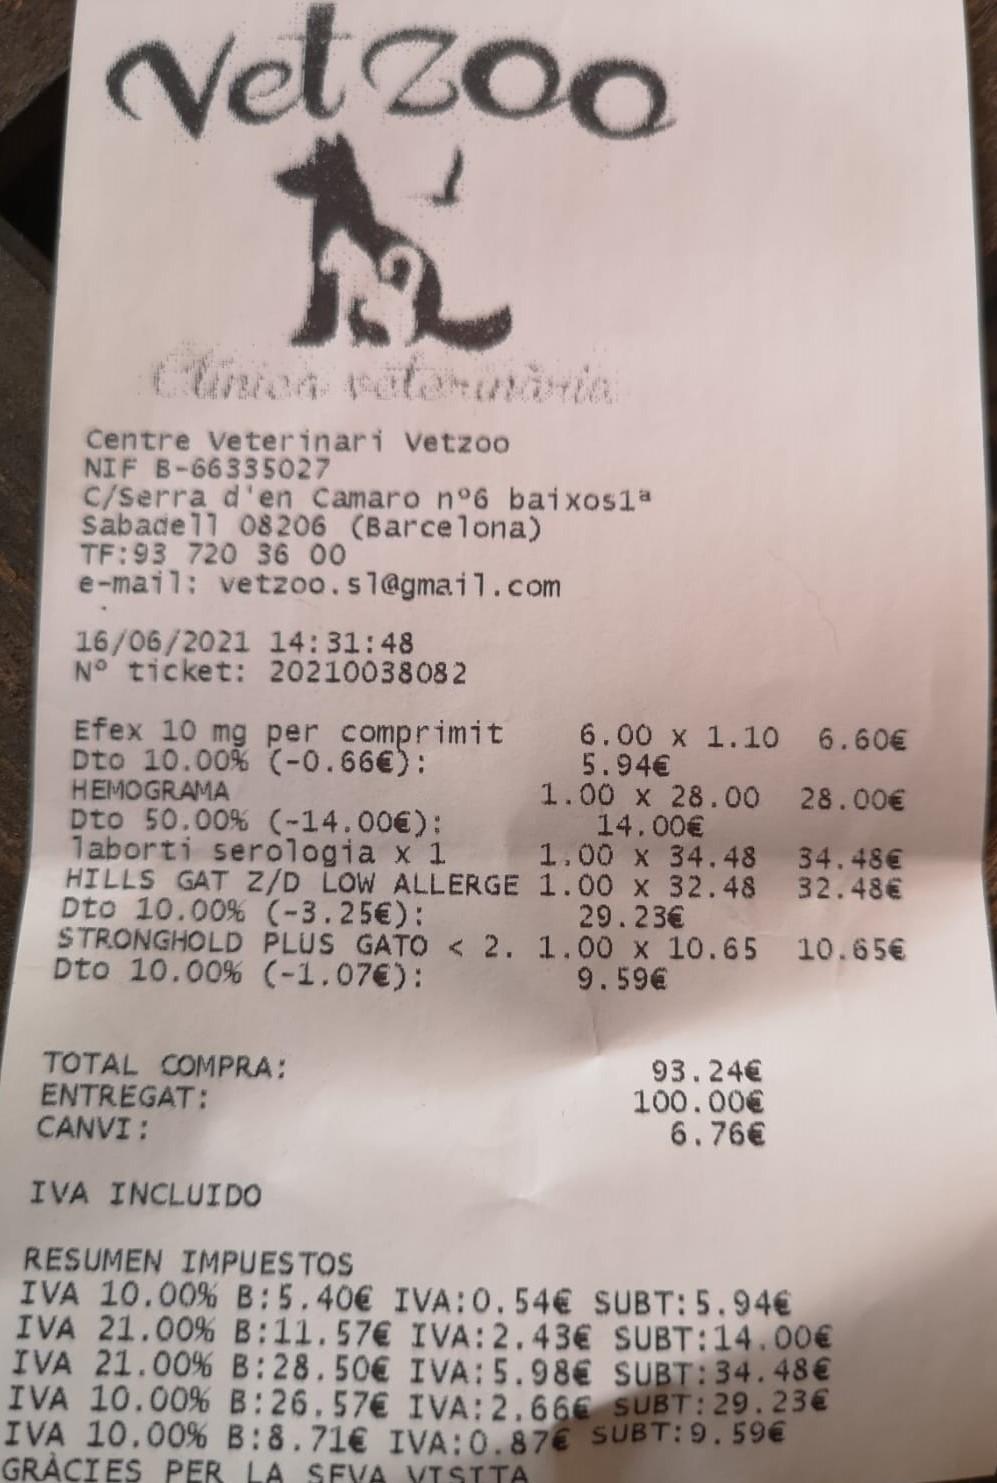 Vetzoo
Clínica veterinària
Centre Veterinari Vetzoo
NIF B-66335027
C/Serra d'en Camaro nº6 baixos1ª
Sabadell 08206 (Barcelona)
TF:93 720 36 00
e-mail: vetzoo.sl@gmail.com
16/06/2021 14:31:48
Nº ticket: 20210038082
Efex 10 mg per comprimit 6.00 x 1.10 6.60€
Dto 10.00% (-0.66€): 5.94€
HEMOGRAMA 1.00 x 28.00 28.00€
Dto 50.00% (-14.00€): 14.00€
laborti serologia x 1 1.00 x 34.48 34.48€
HILLS GAT Z/D LOW ALLERGE 1.00 x 32.48 32.48€
Dto 10.00% (-3.25€): 29.23€
STRONGHOLD PLUS GATO < 2. 1.00 x 10.65 10.65€
Dto 10.00% (-1.07€): 9.59€
TOTAL COMPRA: 93.24€
ENTREGAT: 100.00€
CANVI: 6.76€
IVA INCLUIDO
RESUMEN IMPUESTOS
IVA 10.00% B:5.40€ IVA:0.54€ SUBT:5.94€
IVA 21.00% B:11.57€ IVA:2.43€ SUBT:14.00€
IVA 21.00% B:28.50€ IVA:5.98€ SUBT:34.48€
IVA 10.00% B:26.57€ IVA:2.66€ SUBT:29.23€
IVA 10.00% B:8.71€ IVA:0.87€ SUBT:9.59€
GRÀCIES PER LA SEVA VISITA